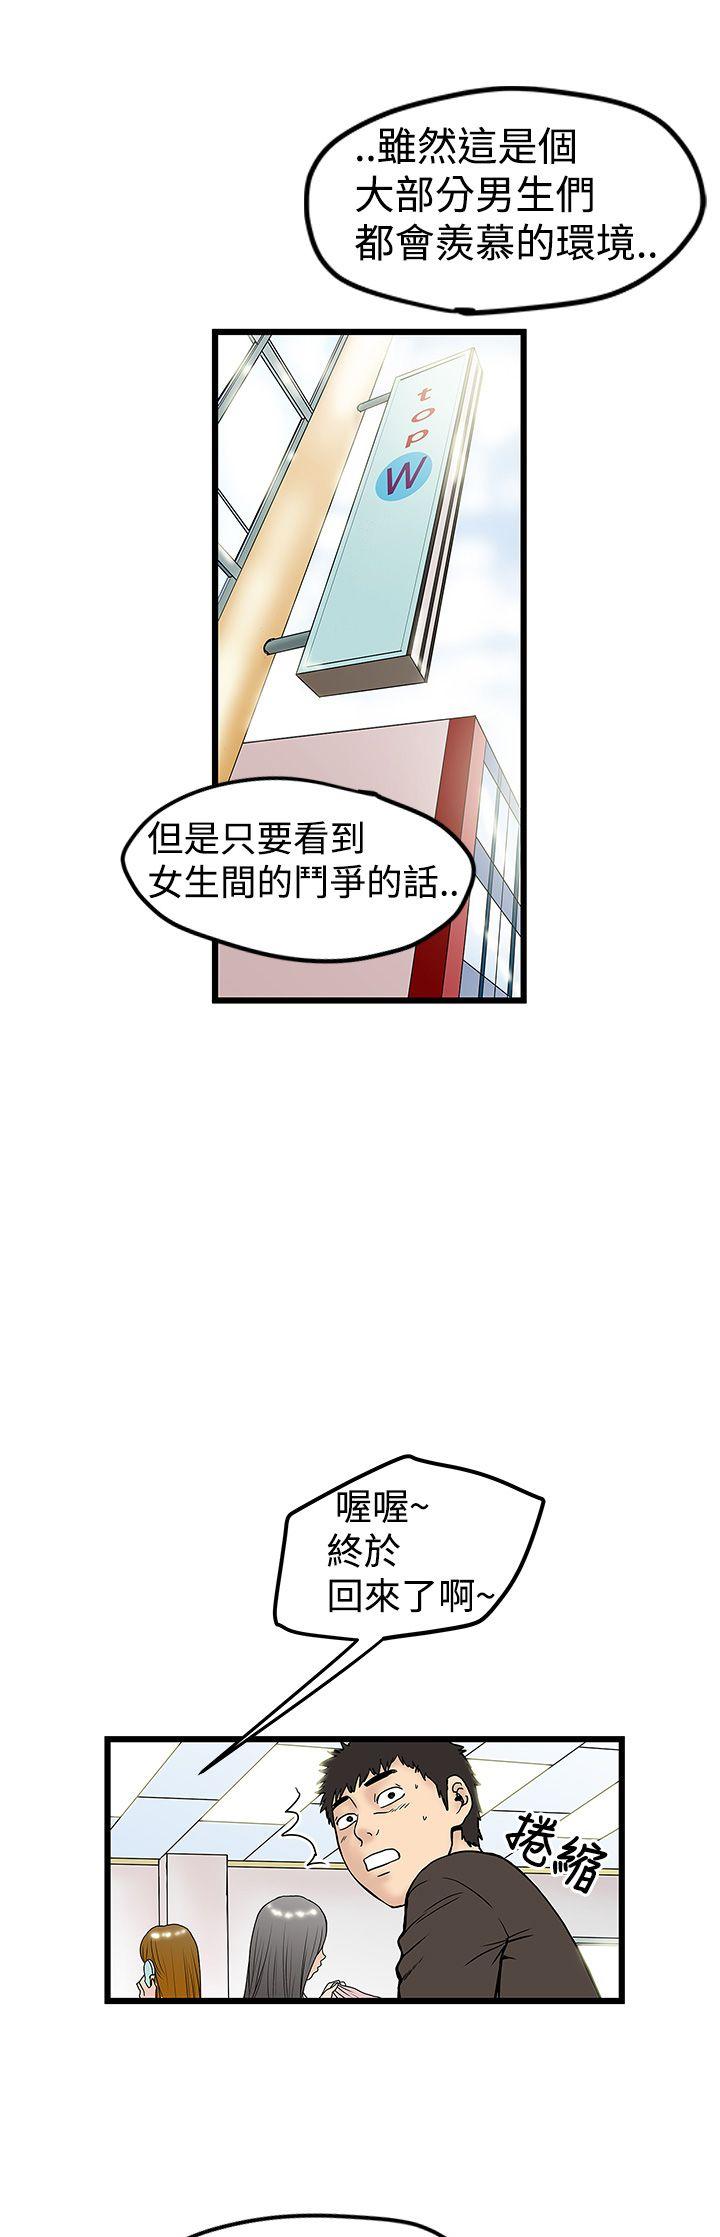 ..雖然這是個
大部分男生們
都會羨慕的環境..
topW
但是只要看到
女生間的鬥爭的話..
喔喔~
終於
回來了啊~
捲縮